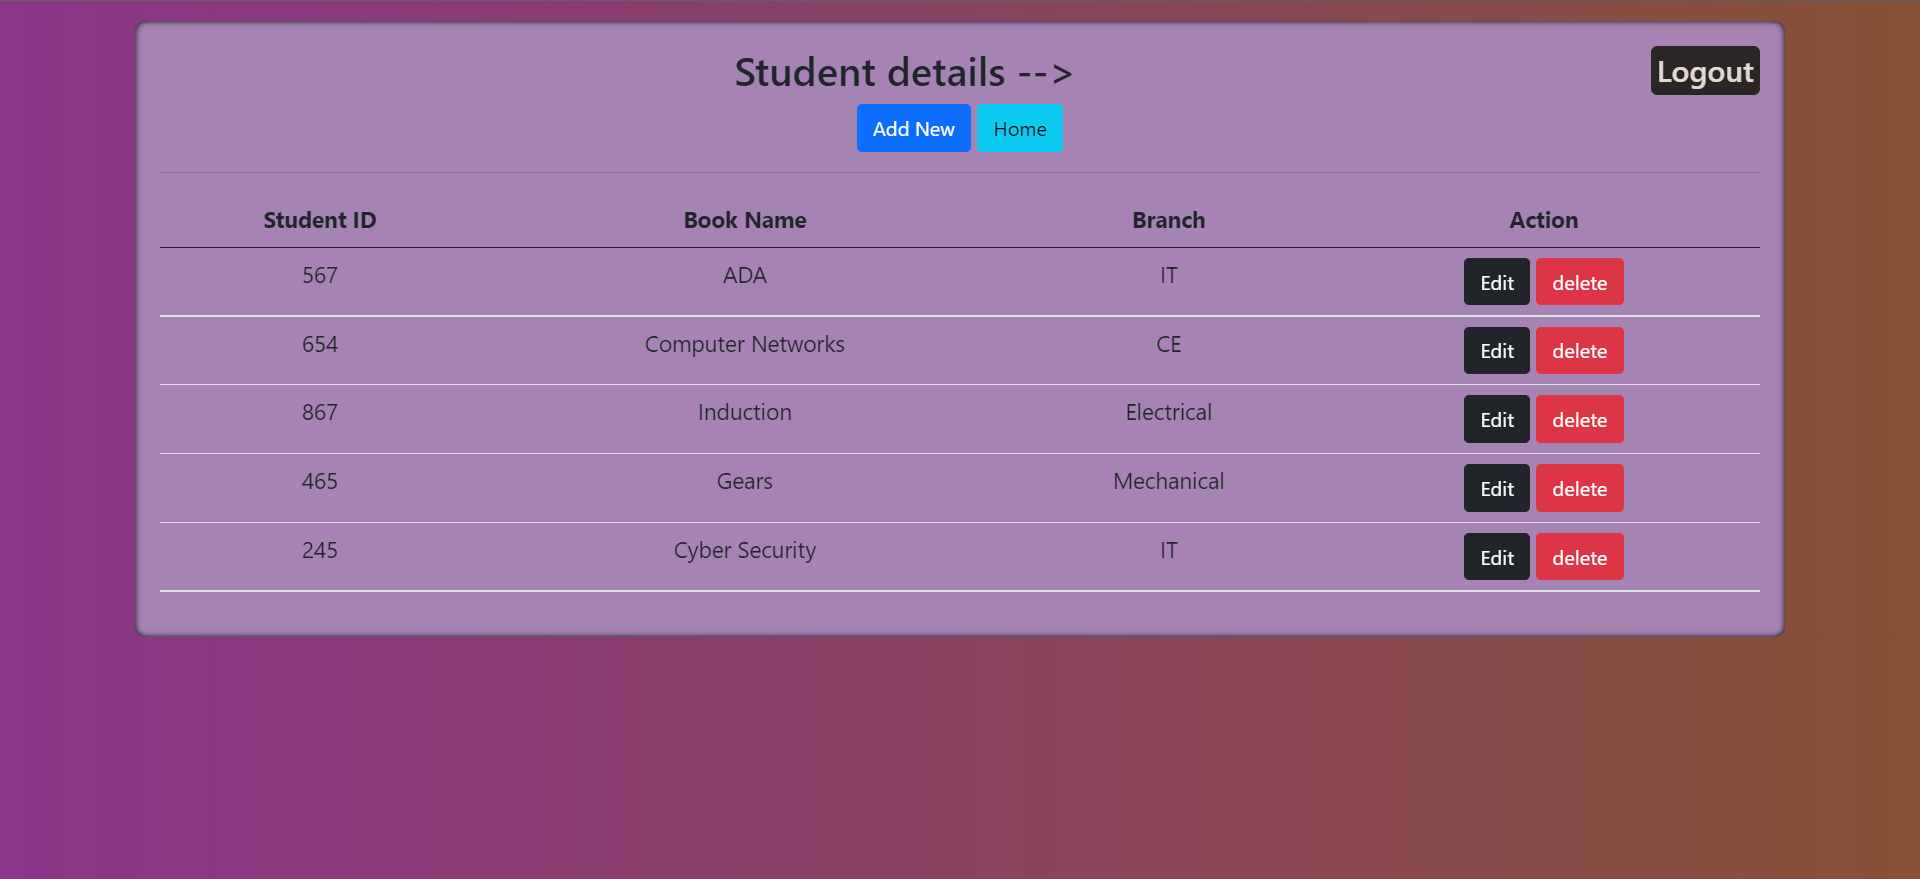 Student details -->
Logout
Add New Home
Student ID Book Name Branch Action
567 ADA IT Edit delete
654 Computer Networks CE Edit delete
867 Induction Electrical Edit delete
465 Gears Mechanical Edit delete
245 Cyber Security IT Edit delete